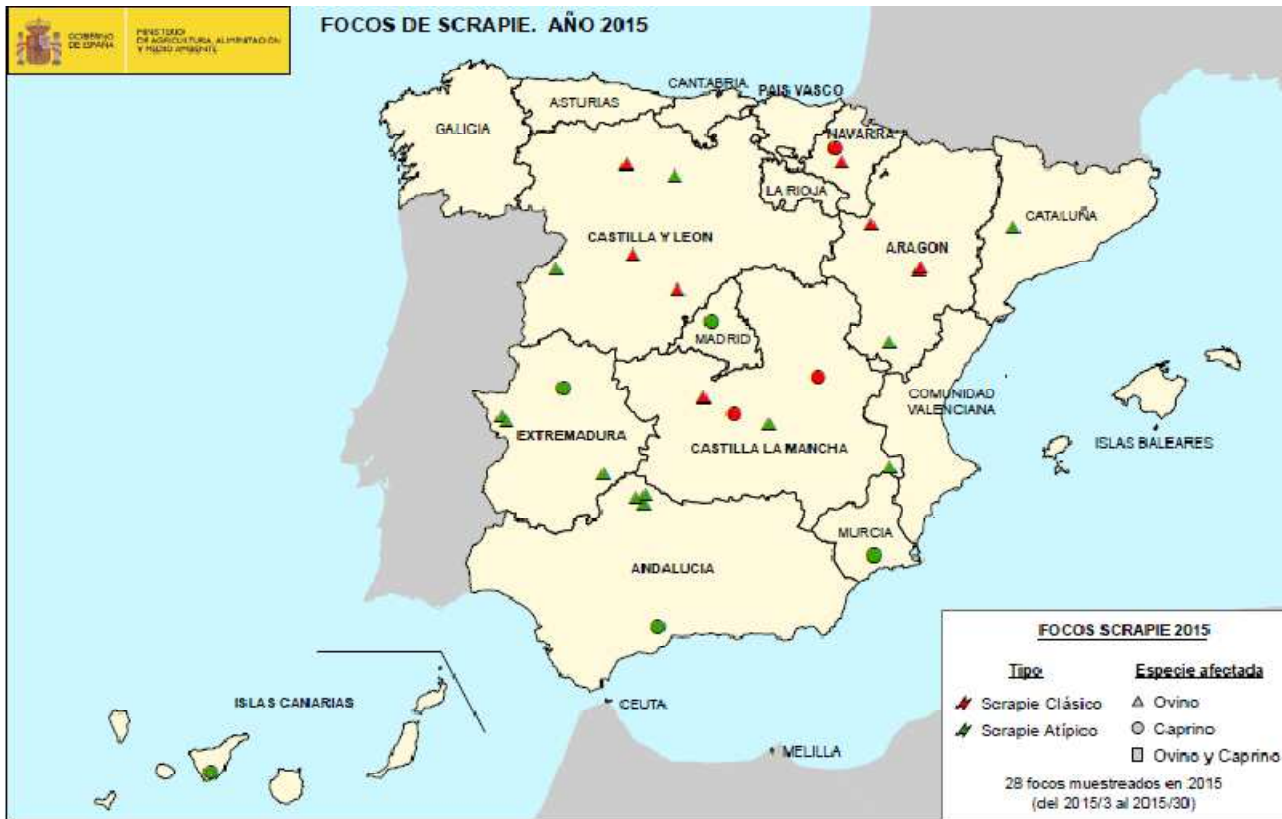 GOBIERNO
DE ESPAÑA
MINISTERIO
DE AGRICULTURA, ALIMENTACIÓN
Y MEDIO AMBIENTE
FOCOS DE SCRAPIE. AÑO 2015
CANTABRIA
PAIS VASCO
ASTURIAS
GALICIA
NAVARRA
LA RIOJA
CATALUÑA
CASTILLA Y LEON
ARAGON
MADRID
COMUNIDAD
VALENCIANA
EXTREMADURA
ISLAS BALEARES
CASTILLA LA MANCHA
MURCIA
ANDALUCIA
ISLAS CANARIAS
CEUTA
MELILLA
FOCOS SCRAPIE 2015
Tipo
Especie afectada
Scrapie Clásico
Ovino
Scrapie Atípico
Caprino
Ovino y Caprino
28 focos muestreados en 2015
(del 2015/3 al 2015/30)